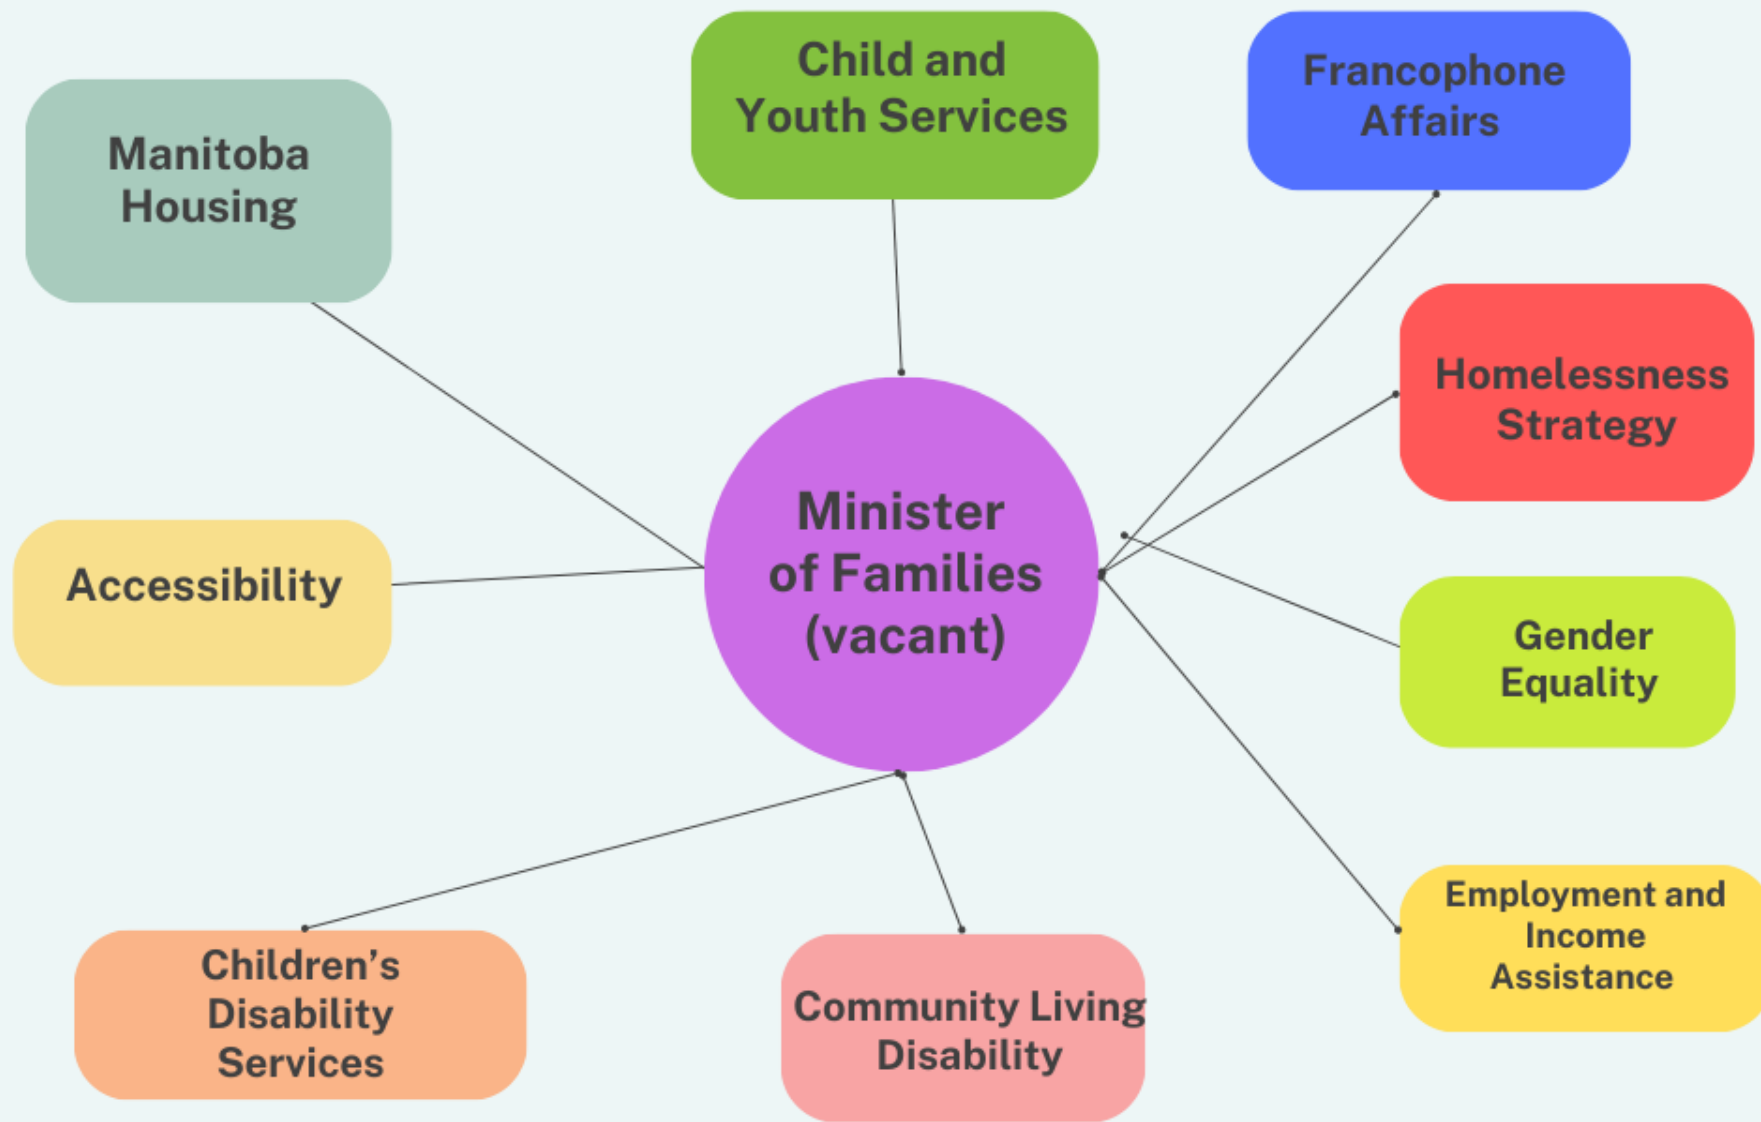 Child and
Youth Services
Francophone
Affairs
Manitoba
Housing
Homelessness
Strategy
Minister
of Families
(vacant)
Accessibility
Gender
Equality
Employment and
Income
Assistance
Children’s
Disability
Services
Community Living
Disability